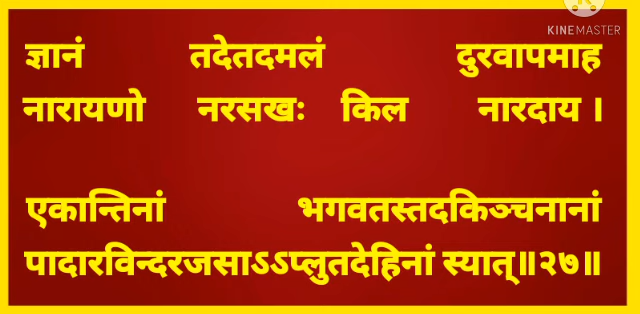 KINEMASTER
ज्ञानं तदेतदमलं दुरवापमाह
नारायणो नरसखः किल नारदाय ।
एकान्तिनां भगवतस्तदकिञ्चनानां
पादारविन्दरजसाऽऽप्लुतदेहिनां स्यात्॥२७॥